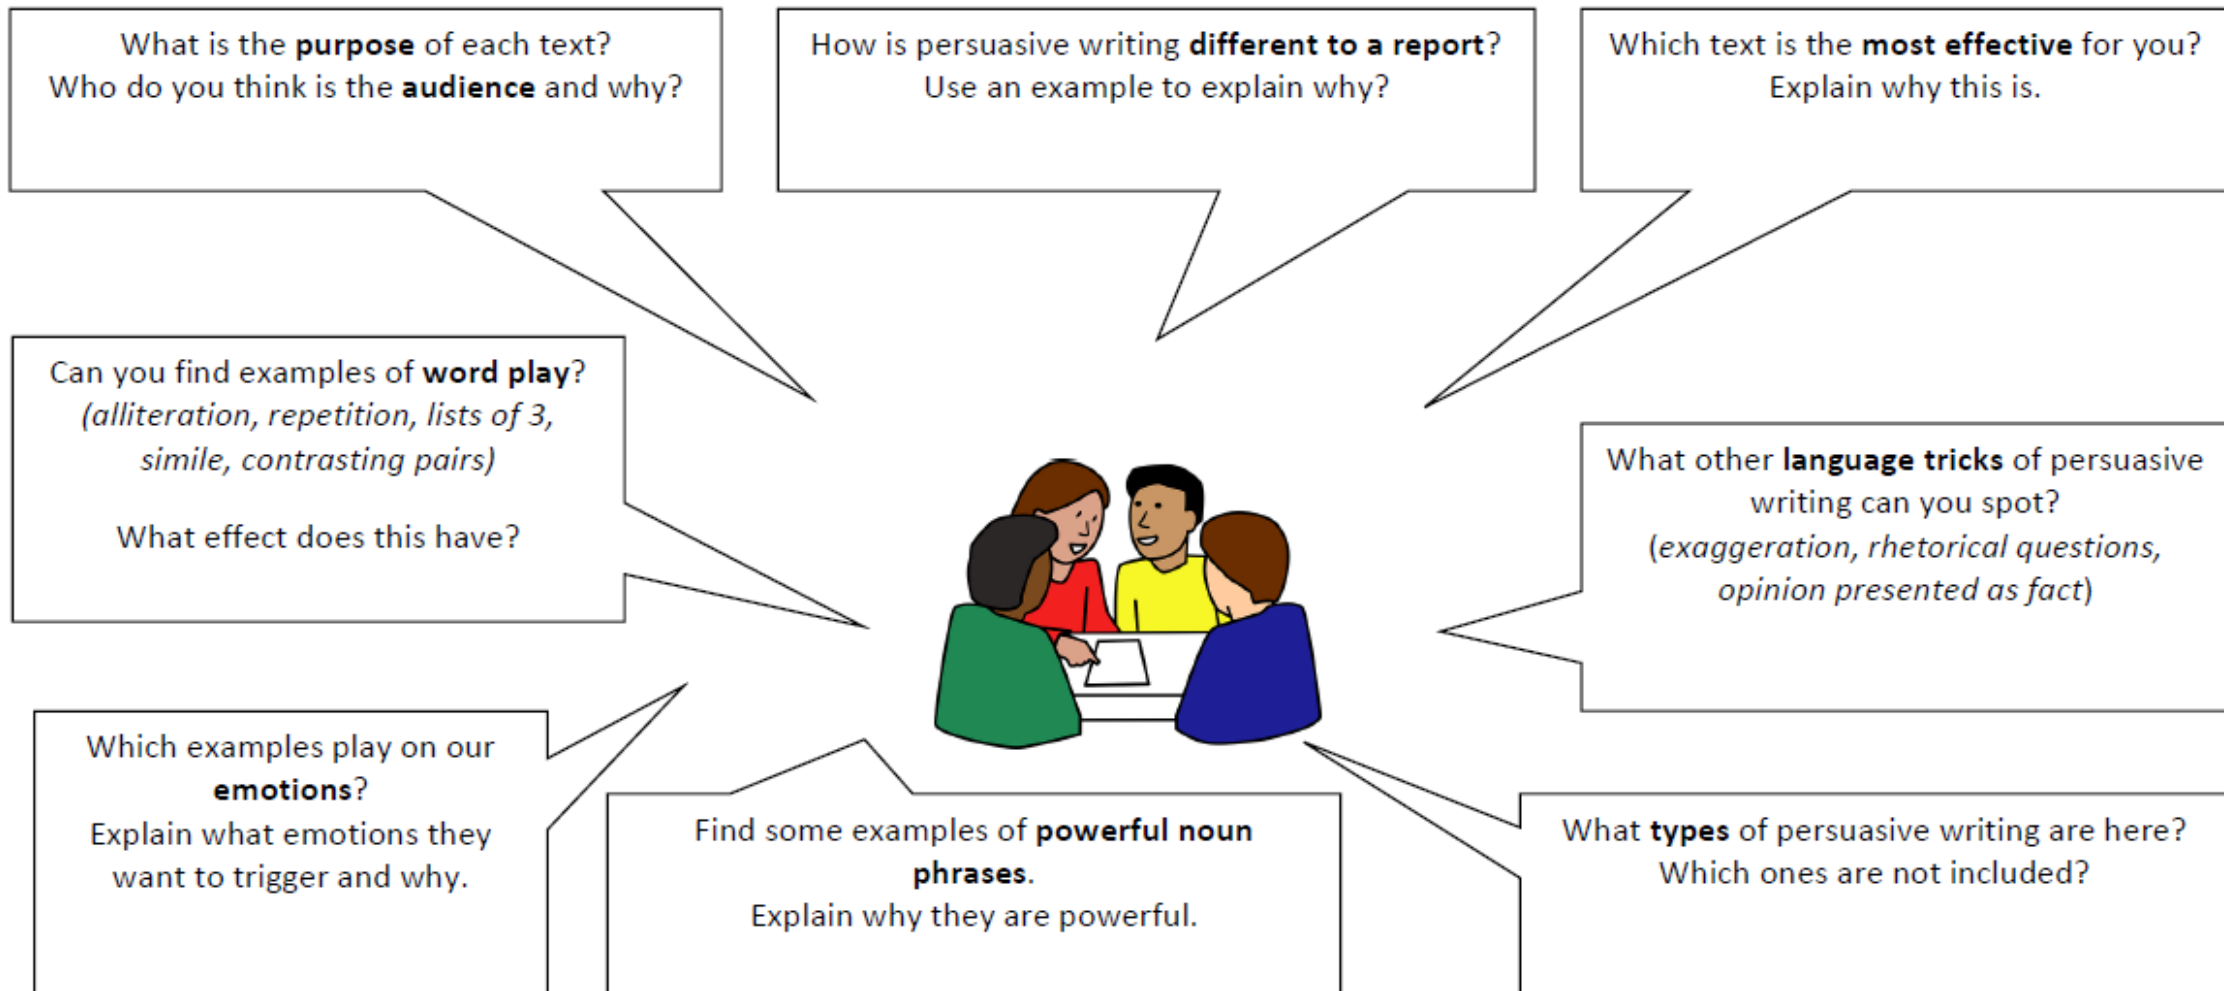 What is the purpose of each text?
Who do you think is the audience and why?
How is persuasive writing different to a report?
Use an example to explain why?
Which text is the most effective for you?
Explain why this is.
Can you find examples of word play?
(alliteration, repetition, lists of 3,
simile, contrasting pairs)
What effect does this have?
What other language tricks of persuasive
writing can you spot?
(exaggeration, rhetorical questions,
opinion presented as fact)
Which examples play on our
emotions?
Explain what emotions they
want to trigger and why.
Find some examples of powerful noun
phrases.
Explain why they are powerful.
What types of persuasive writing are here?
Which ones are not included?